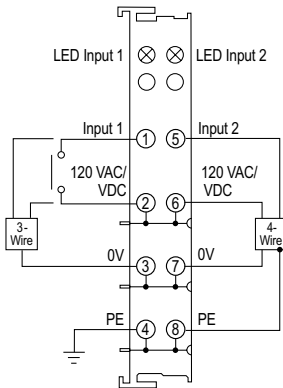 LED Input 1
LED Input 2
Input 1
1
5
Input 2
120 VAC/
VDC
2
6
120 VAC/
VDC
3-
Wire
4-
Wire
0V
3
7
0V
PE
4
8
PE